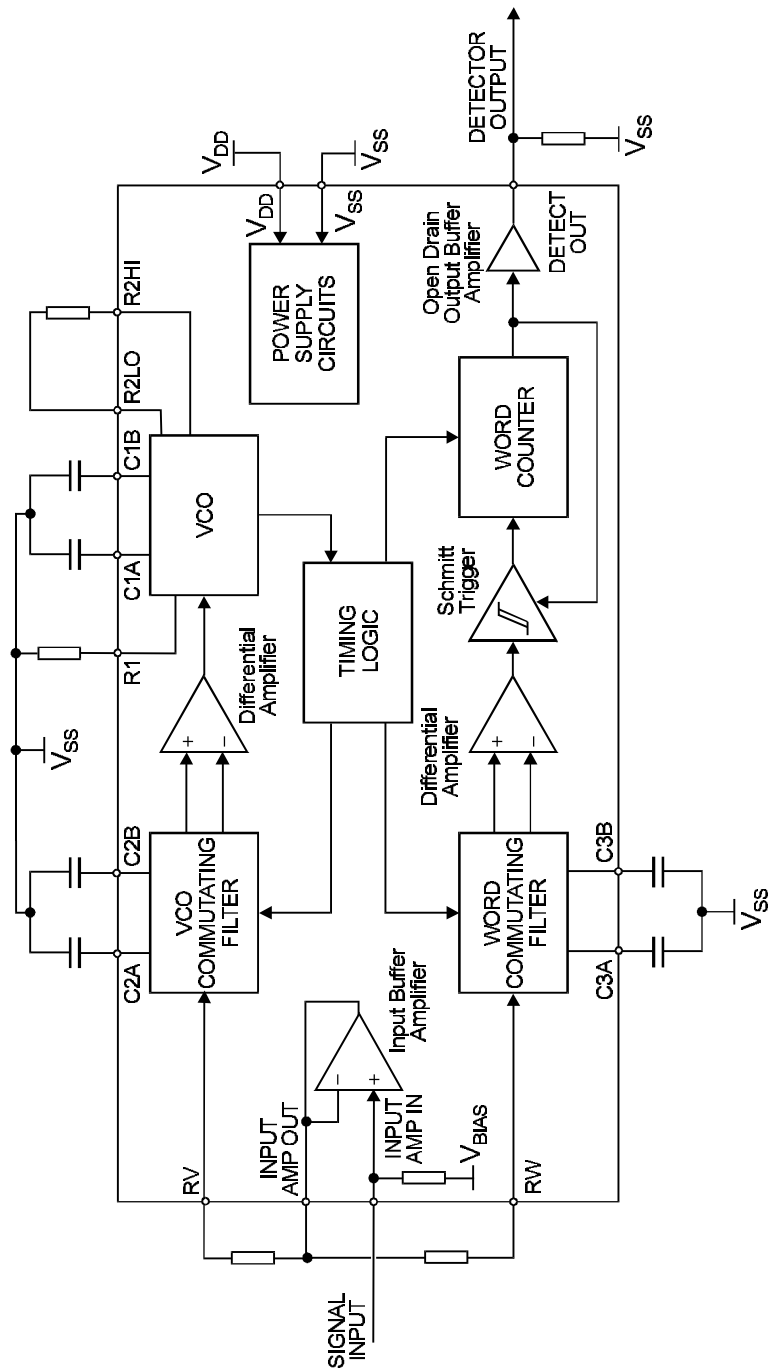 SIGNAL
INPUT
RV
INPUT
AMP OUT
INPUT
AMP IN
VBIAS
RW
Input Buffer
Amplifier
C2A
C2B
VCO
COMMUTATING
FILTER
+
−
Differential
Amplifier
VSS
R1
C1A
C1B
R2LO
R2HI
VCO
TIMING
LOGIC
POWER
SUPPLY
CIRCUITS
VDD
VSS
VDD
VSS
−
+
WORD
COMMUTATING
FILTER
C3A
C3B
VSS
+
−
Differential
Amplifier
Schmitt
Trigger
WORD
COUNTER
Open Drain
Output Buffer
Amplifier
DETECT
OUT
DETECTOR
OUTPUT
VSS